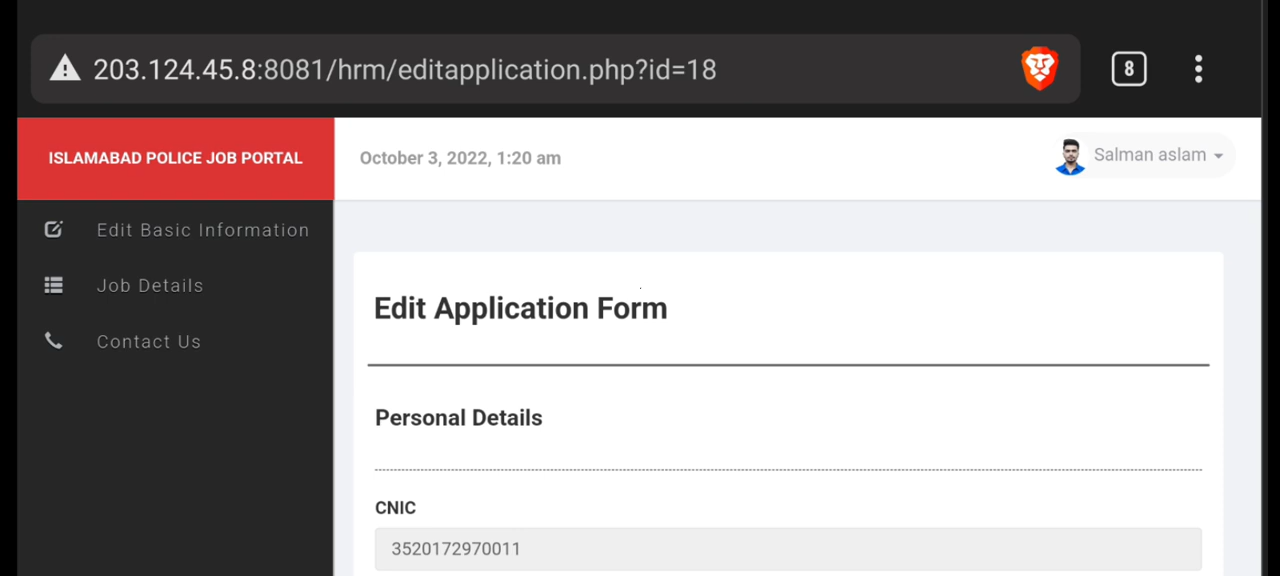 203.124.45.8:8081/hrm/editapplication.php?id=18
8
ISLAMABAD POLICE JOB PORTAL
October 3, 2022, 1:20 am
Salman aslam
Edit Basic Information
Job Details
Contact Us
Edit Application Form
Personal Details
CNIC
3520172970011